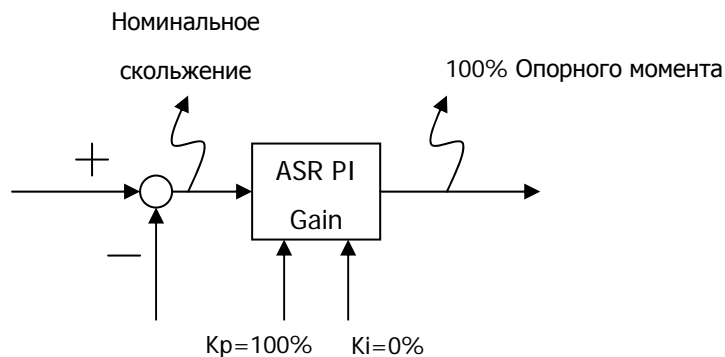 Номинальное
скольжение
100% Опорного момента
+
ASR PI
Gain
—
Kp=100% Ki=0%